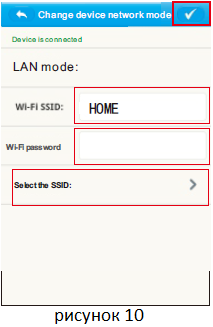 Change device network mode
Device is connected
LAN mode:
Wi-Fi SSID: HOME
Wi-Fi password
Select the SSID:
рисунок 10